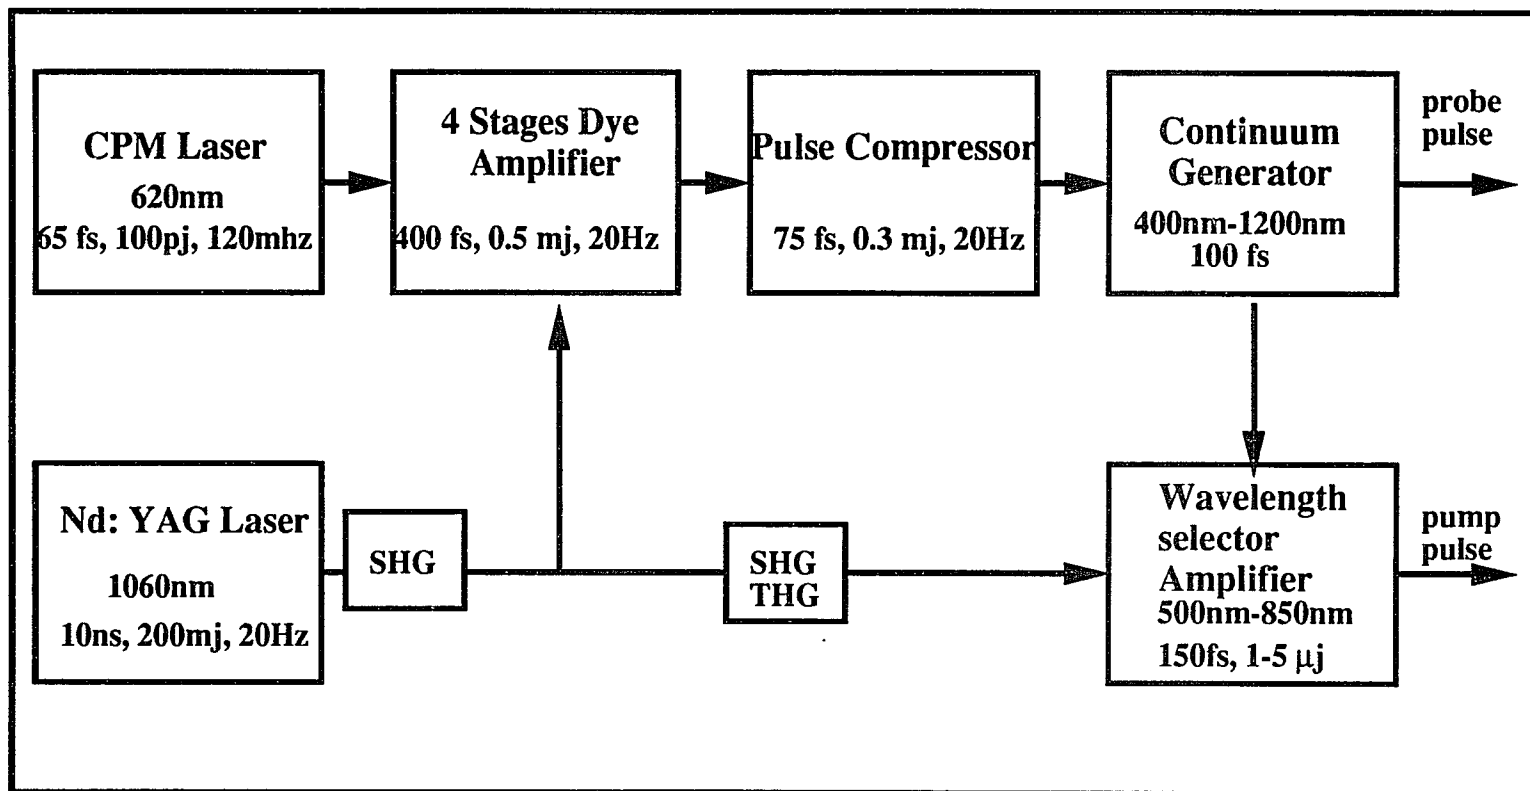 CPM Laser
620nm
65 fs, 100pj, 120mhz
4 Stages Dye
Amplifier
400 fs, 0.5 mj, 20Hz
Pulse Compressor
75 fs, 0.3 mj, 20Hz
Continuum
Generator
400nm-1200nm
100 fs
probe
pulse
Nd: YAG Laser
1060nm
10ns, 200mj, 20Hz
SHG
SHG
THG
Wavelength
selector
Amplifier
500nm-850nm
150fs, 1-5 μj
pump
pulse